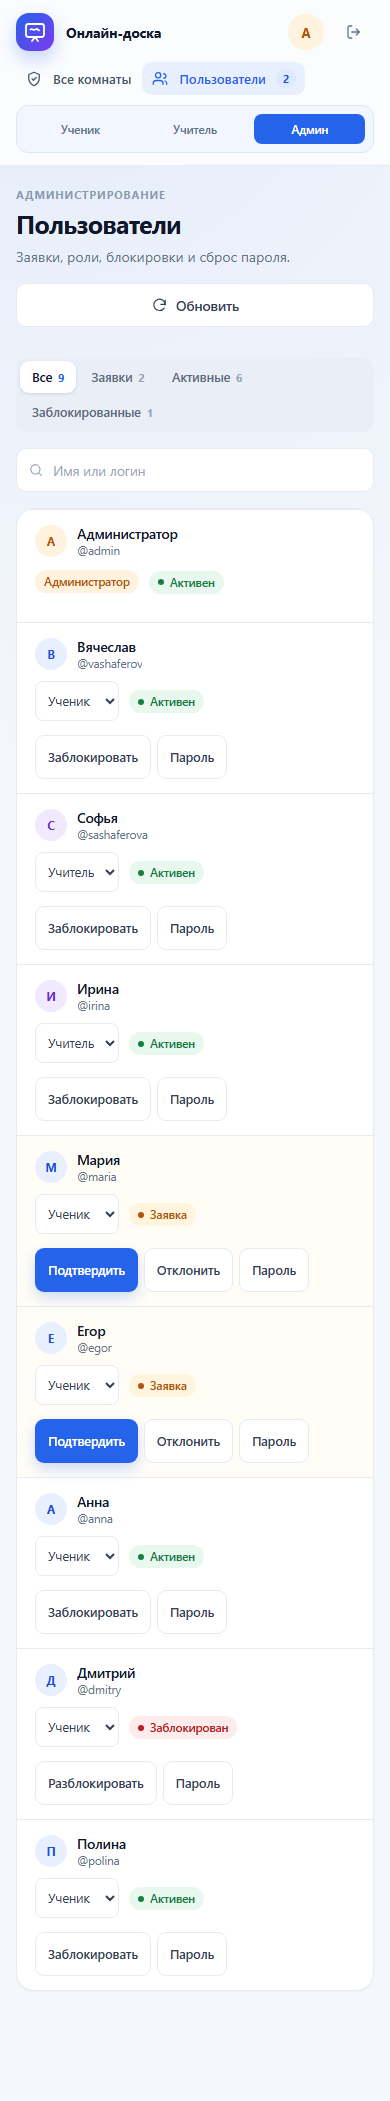 Онлайн-доска
А
Все комнаты
Пользователи 2
Ученик Учитель Админ
АДМИНИСТРИРОВАНИЕ
Пользователи
Заявки, роли, блокировки и сброс пароля.
Обновить
Все 9 Заявки 2 Активные 6
Заблокированные 1
Имя или логин
А
Администратор
@admin
Администратор Активен
В
Вячеслав
@vashaferov
Ученик Активен
Заблокировать Пароль
С
Софья
@sashaferova
Учитель Активен
Заблокировать Пароль
И
Ирина
@irina
Учитель Активен
Заблокировать Пароль
М
Мария
@maria
Ученик Заявка
Подтвердить Отклонить Пароль
Е
Егор
@egor
Ученик Заявка
Подтвердить Отклонить Пароль
А
Анна
@anna
Ученик Активен
Заблокировать Пароль
Д
Дмитрий
@dmitry
Ученик Заблокирован
Разблокировать Пароль
П
Полина
@polina
Ученик Активен
Заблокировать Пароль